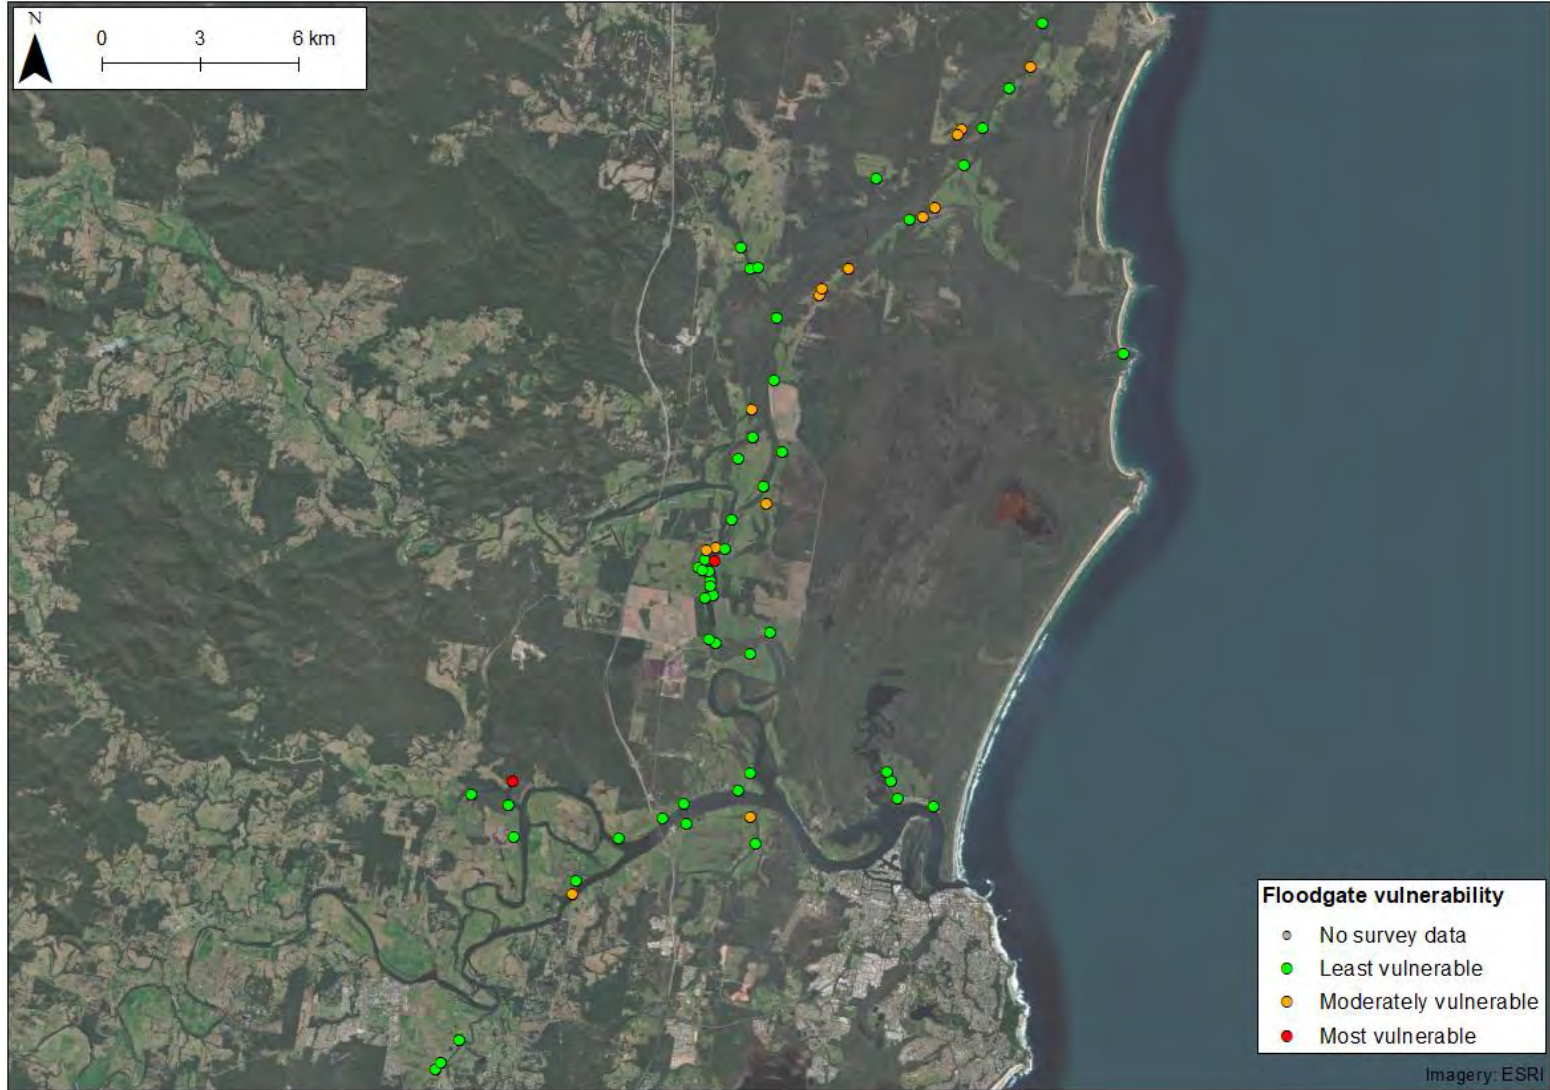 N
0 3 6 km
Floodgate vulnerability
No survey data
Least vulnerable
Moderately vulnerable
Most vulnerable
Imagery: ESRI